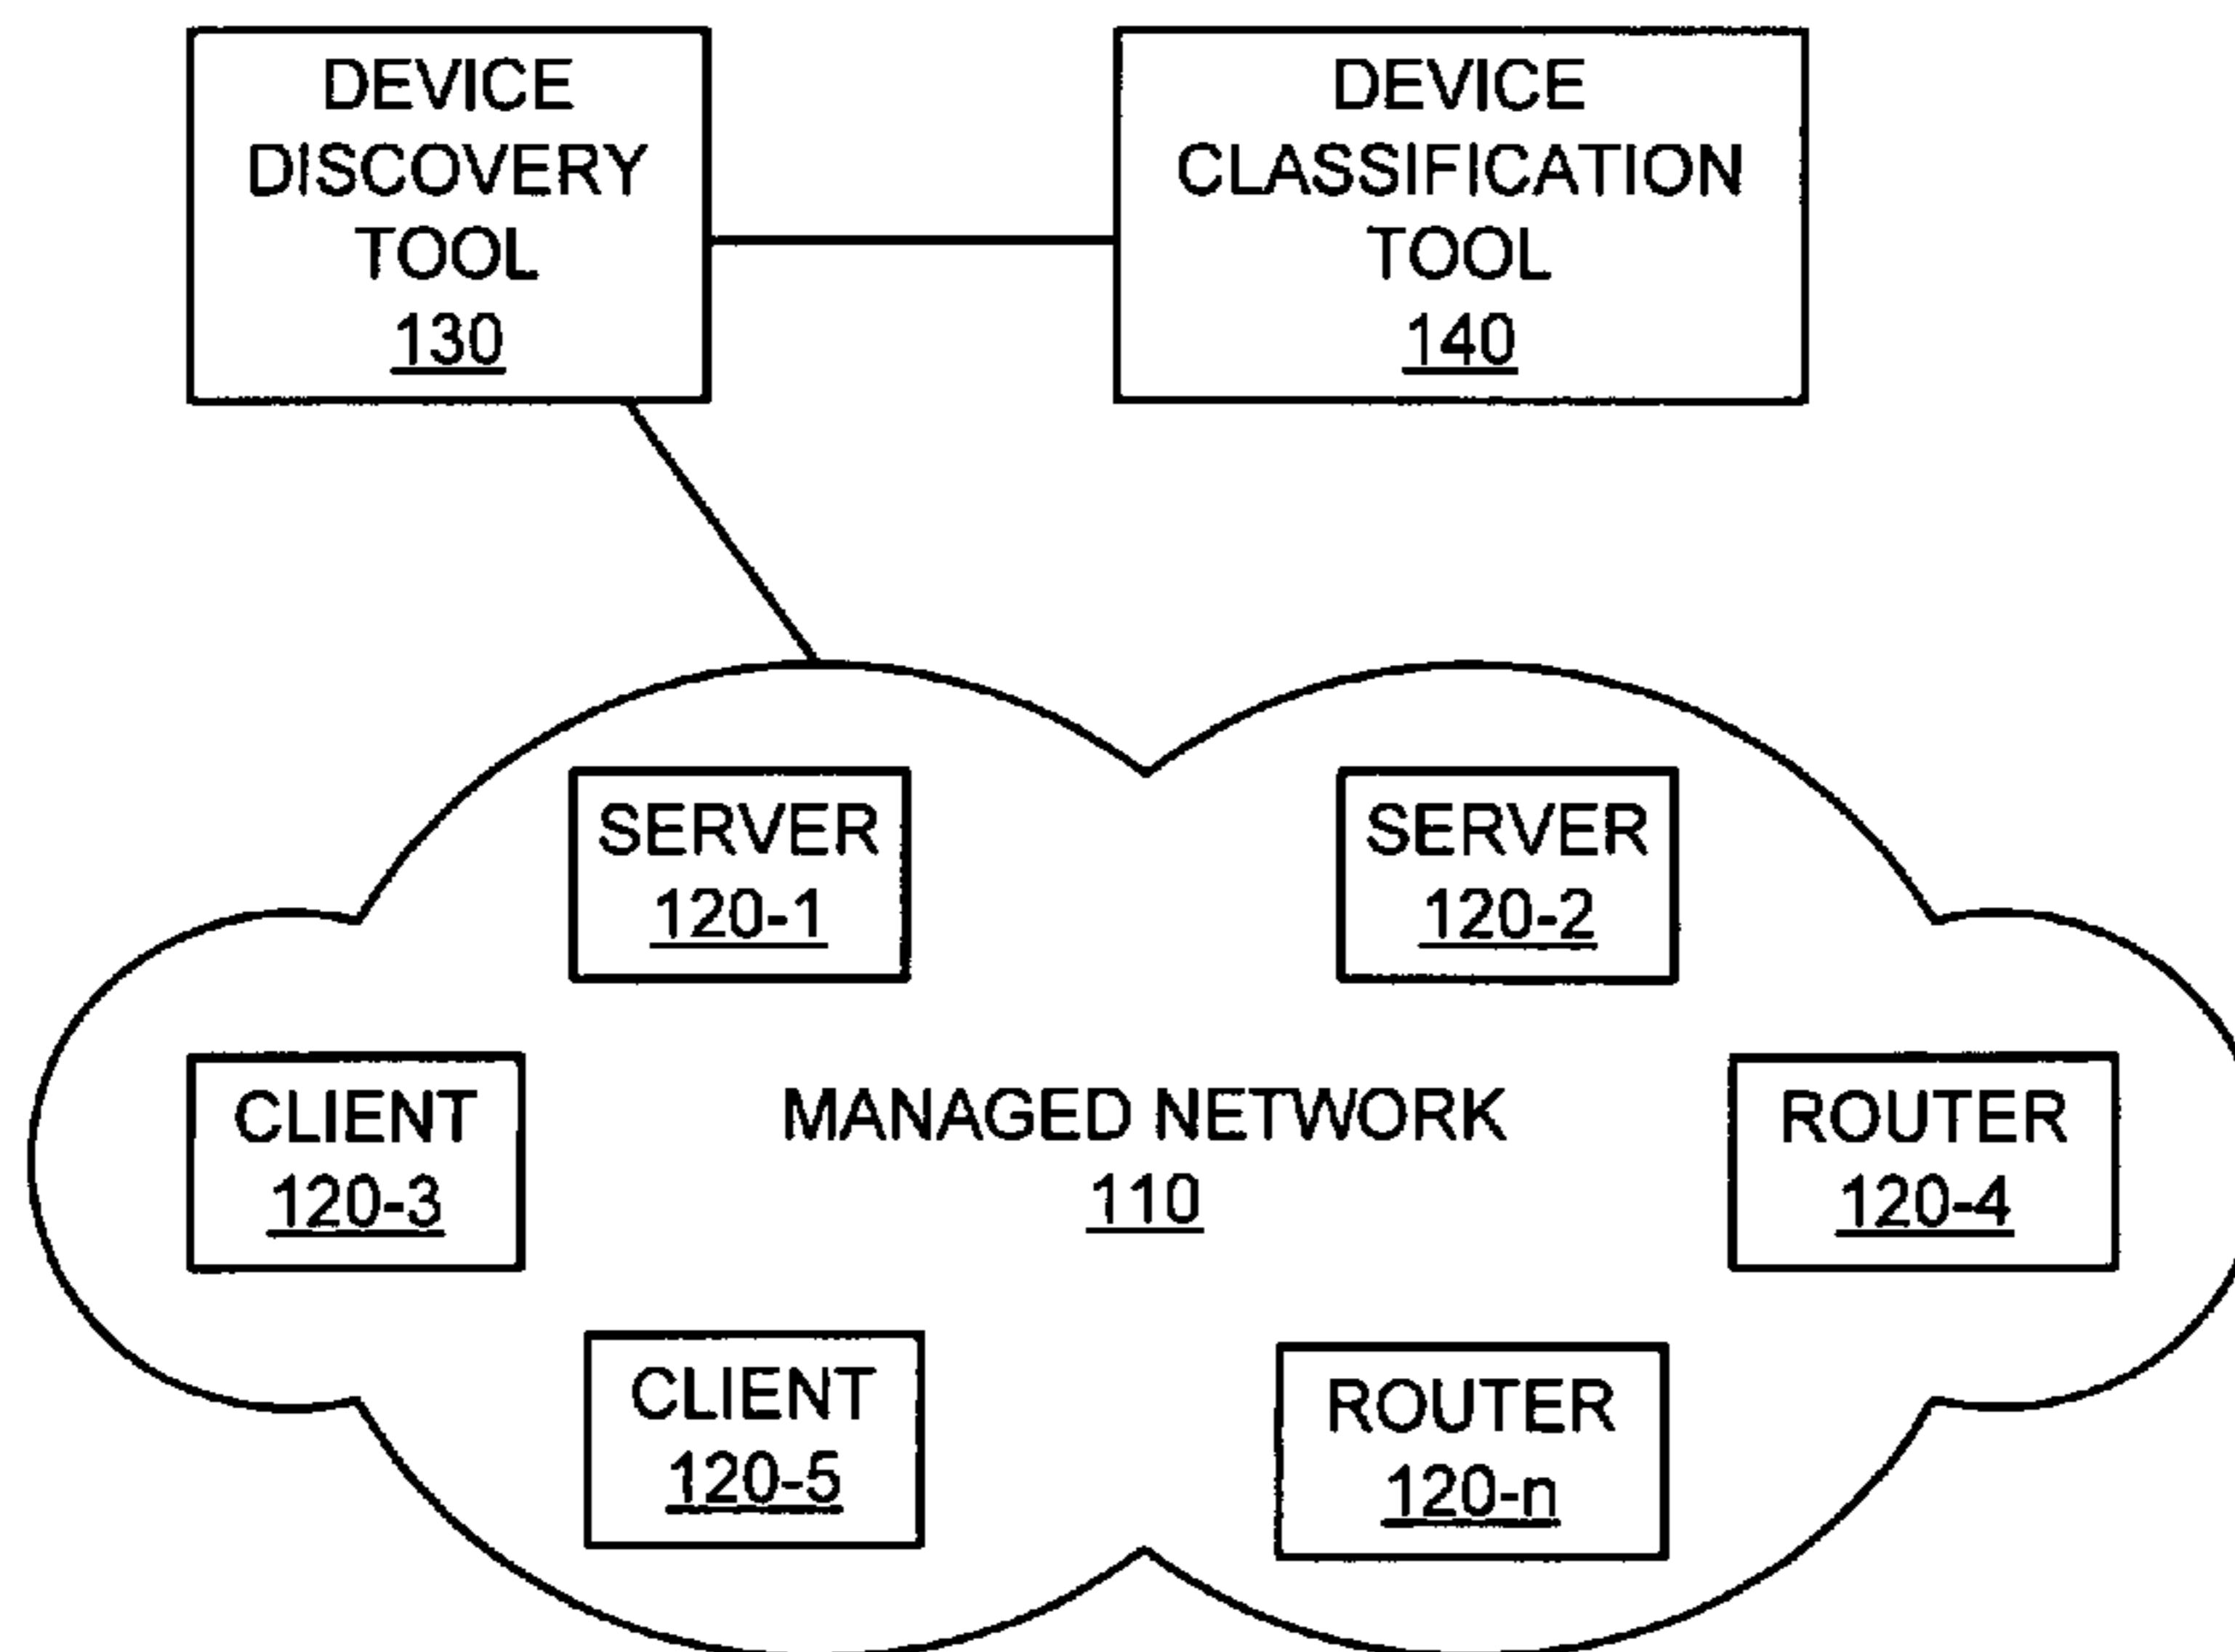 DEVICE
DISCOVERY
TOOL
130
DEVICE
CLASSIFICATION
TOOL
140
SERVER
120-1
SERVER
120-2
CLIENT
120-3
MANAGED NETWORK
110
ROUTER
120-4
CLIENT
120-5
ROUTER
120-n